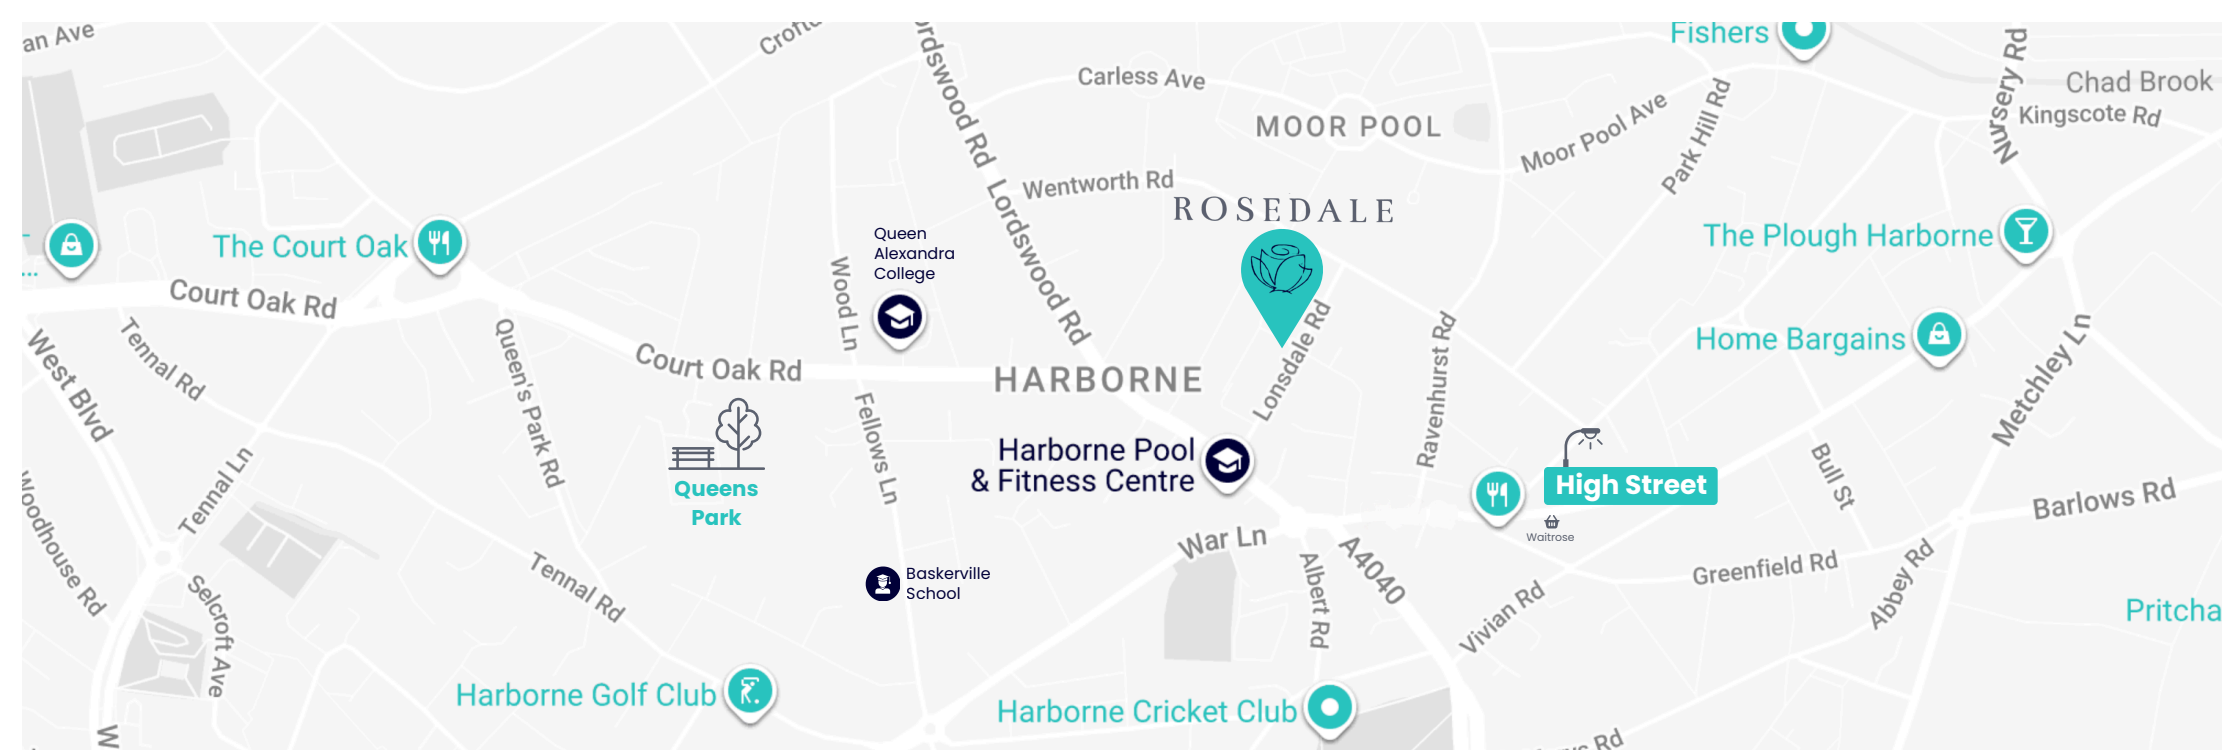 an Ave
Crofto
Lordswood Rd
Carless Ave
Fishers
Nursery Rd
Chad Brook
Kingscote Rd
MOOR POOL
Moor Pool Ave
Park Hill Rd
Wentworth Rd
Lordswood Rd
ROSEDALE
The Court Oak
Queen
Alexandra
College
The Plough Harborne
...
Court Oak Rd
Wood Ln
Lonsdale Rd
Ravenhurst Rd
Home Bargains
Metchley Ln
West Blvd
Tennal Rd
Queen's Park Rd
Court Oak Rd
HARBORNE
Fellows Ln
Harborne Pool
& Fitness Centre
Queens
Park
High Street
Waitrose
Bull St
Barlows Rd
Woodhouse Rd
Tennal Ln
War Ln
A4040
Albert Rd
Greenfield Rd
Abbey Rd
Vivian Rd
Baskerville
School
Tennal Rd
Selcroft Ave
Pritcha
Harborne Golf Club
Harborne Cricket Club
W
Rd